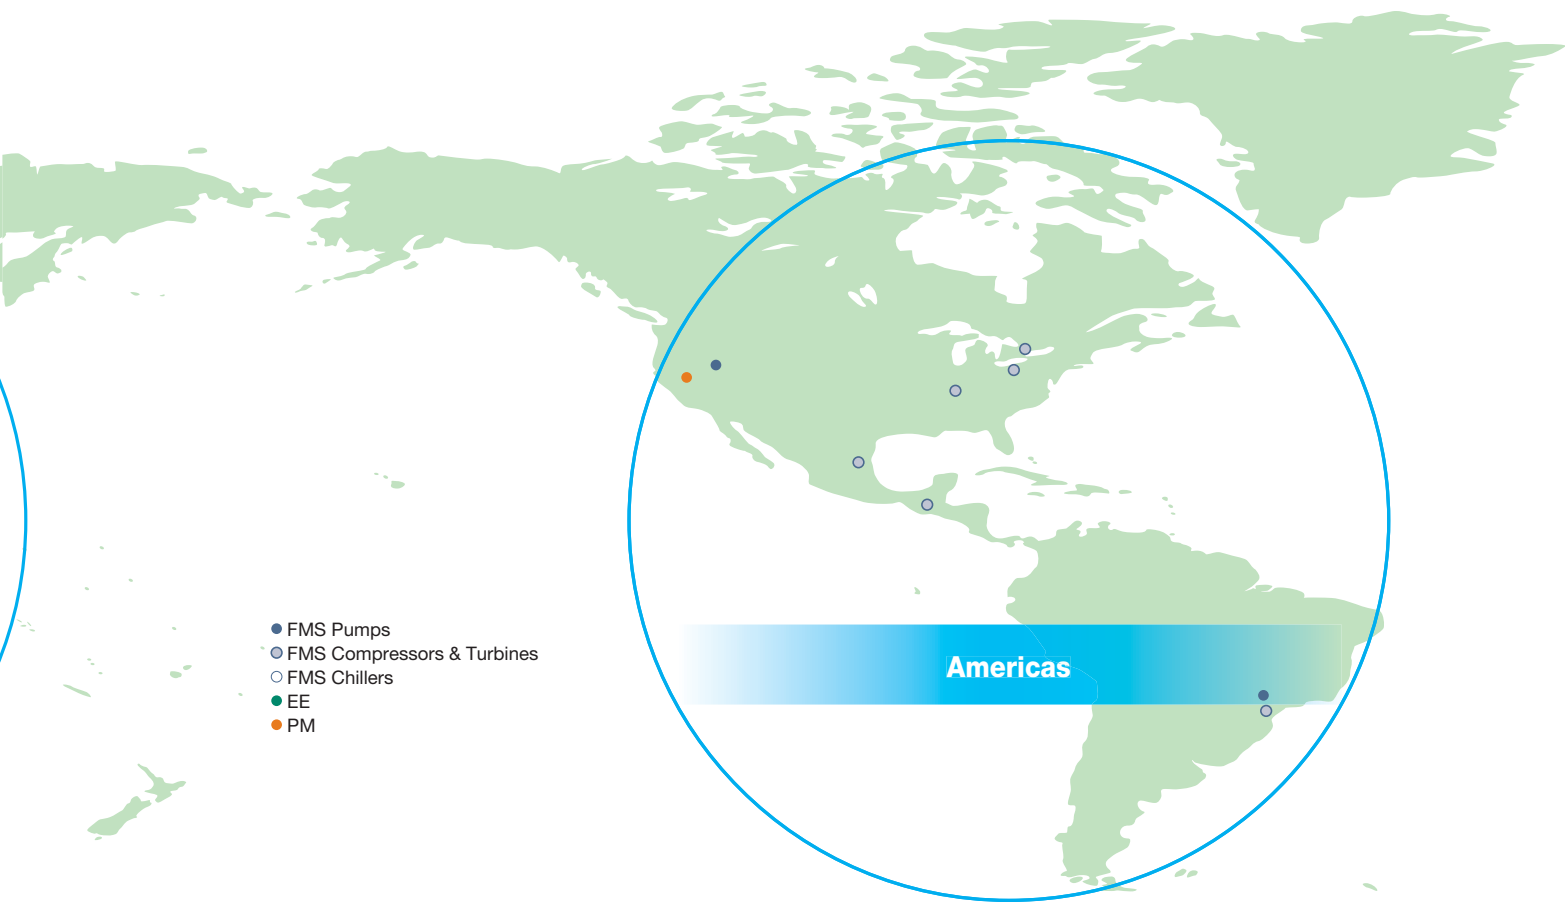 FMS Pumps
FMS Compressors & Turbines
FMS Chillers
EE
PM
Americas